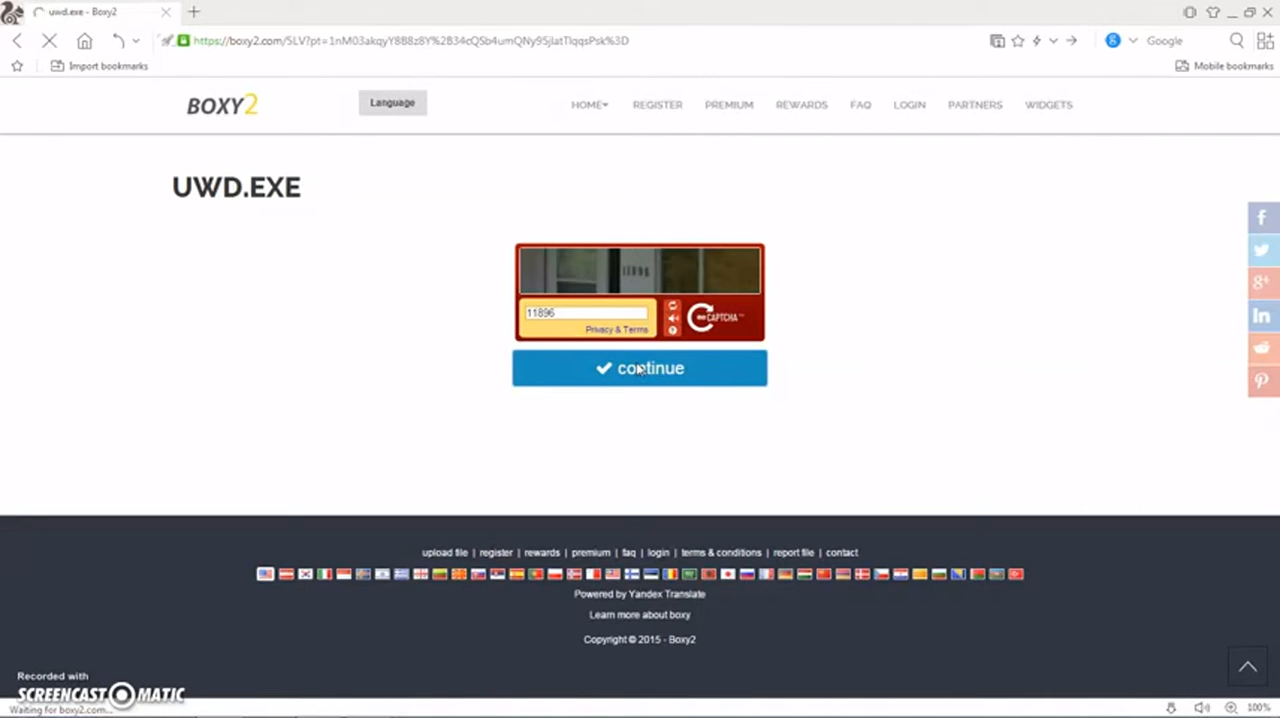 uwd.exe - Boxy2
https://boxy2.com/SLV?pt=1nM03akqyY8B8z8Y%2B34cQSb4umQNy95jlatTlqqsPsk%3D
Google
Import bookmarks
Mobile bookmarks
BOXY2
Language
HOME REGISTER PREMIUM REWARDS FAQ LOGIN PARTNERS WIDGETS
UWD.EXE
11896
11896
Privacy & Terms
CAPTCHA™
continue
upload file | register | rewards | premium | faq | login | terms & conditions | report file | contact
Powered by Yandex Translate
Learn more about boxy
Copyright © 2015 - Boxy2
Recorded with
SCREENCAST MATIC
Waiting for boxy2.com...
100%